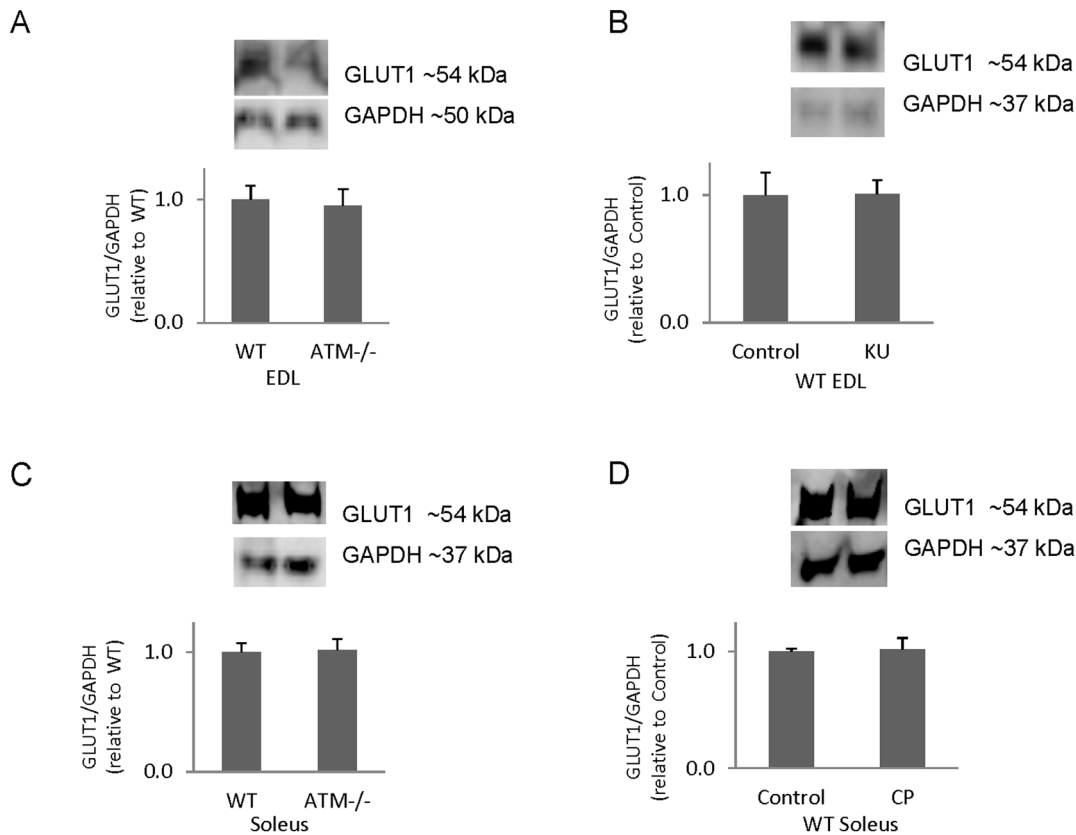 A
GLUT1 ~54 kDa
GAPDH ~50 kDa
GLUT1/GAPDH
(relative to WT)
1.0
0.0
WT ATM-/-
EDL
B
GLUT1 ~54 kDa
GAPDH ~37 kDa
GLUT1/GAPDH
(relative to Control)
1.0
0.0
Control KU
WT EDL
C
GLUT1 ~54 kDa
GAPDH ~37 kDa
GLUT1/GAPDH
(relative to WT)
1.0
0.0
WT ATM-/-
Soleus
D
GLUT1 ~54 kDa
GAPDH ~37 kDa
GLUT1/GAPDH
(relative to Control)
1.0
0.0
Control CP
WT Soleus